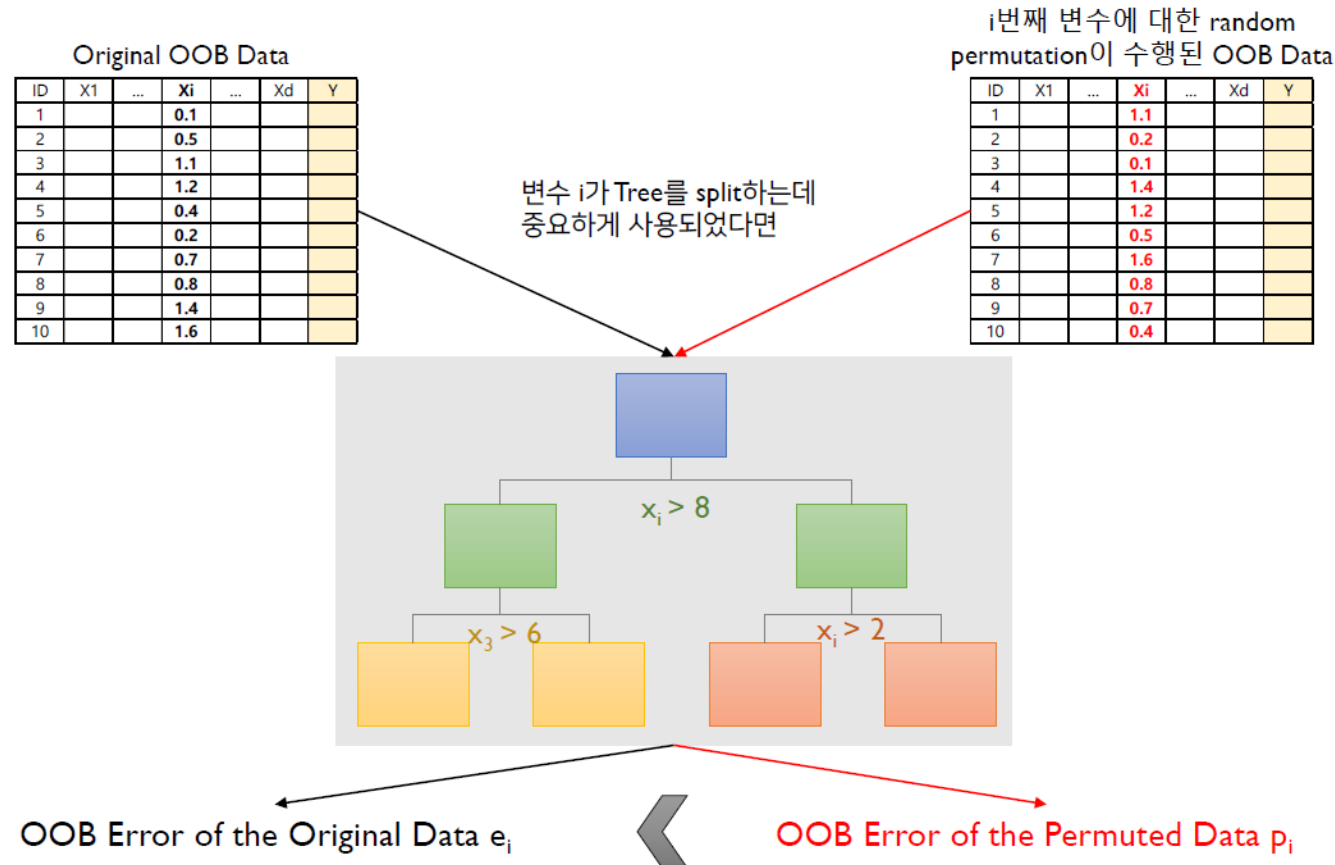 Original OOB Data
ID X1 ... Xi ... Xd Y
1 0.1
2 0.5
3 1.1
4 1.2
5 0.4
6 0.2
7 0.7
8 0.8
9 1.4
10 1.6
i번째 변수에 대한 random
permutation이 수행된 OOB Data
ID X1 ... Xi ... Xd Y
1 1.1
2 0.2
3 0.1
4 1.4
5 1.2
6 0.5
7 1.6
8 0.8
9 0.7
10 0.4
변수 i가 Tree를 split하는데
중요하게 사용되었다면
xᵢ > 8
x₃ > 6
xᵢ > 2
OOB Error of the Original Data eᵢ
OOB Error of the Permuted Data pᵢ